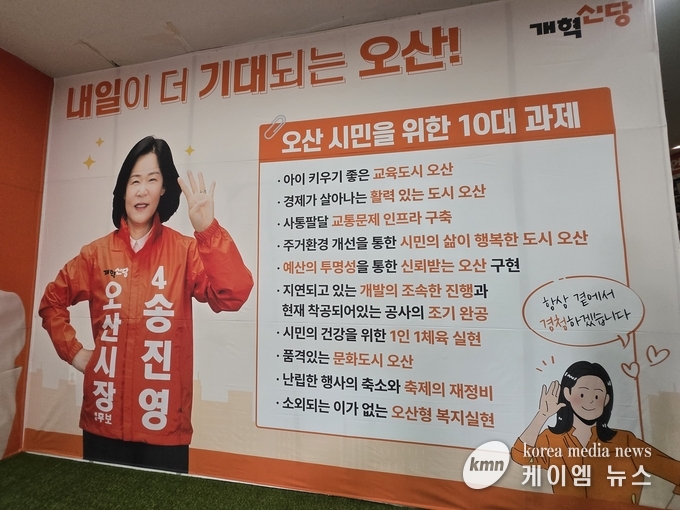 개혁신당
내일이 더 기대되는 오산!
오산 시민을 위한 10대 과제
· 아이 키우기 좋은 교육도시 오산
· 경제가 살아나는 활력 있는 도시 오산
· 사통팔달 교통문제 인프라 구축
· 주거환경 개선을 통한 시민의 삶이 행복한 도시 오산
· 예산의 투명성을 통한 신뢰받는 오산 구현
· 지연되고 있는 개발의 조속한 진행과
현재 착공되어있는 공사의 조기 완공
· 시민의 건강을 위한 1인 1체육 실현
· 품격있는 문화도시 오산
· 난립한 행사의 축소와 축제의 재정비
· 소외되는 이가 없는 오산형 복지실현
개혁신당
4 송진영
오산시장
후보
항상 곁에서
경청하겠습니다
kmn
korea media news
케이엠 뉴스